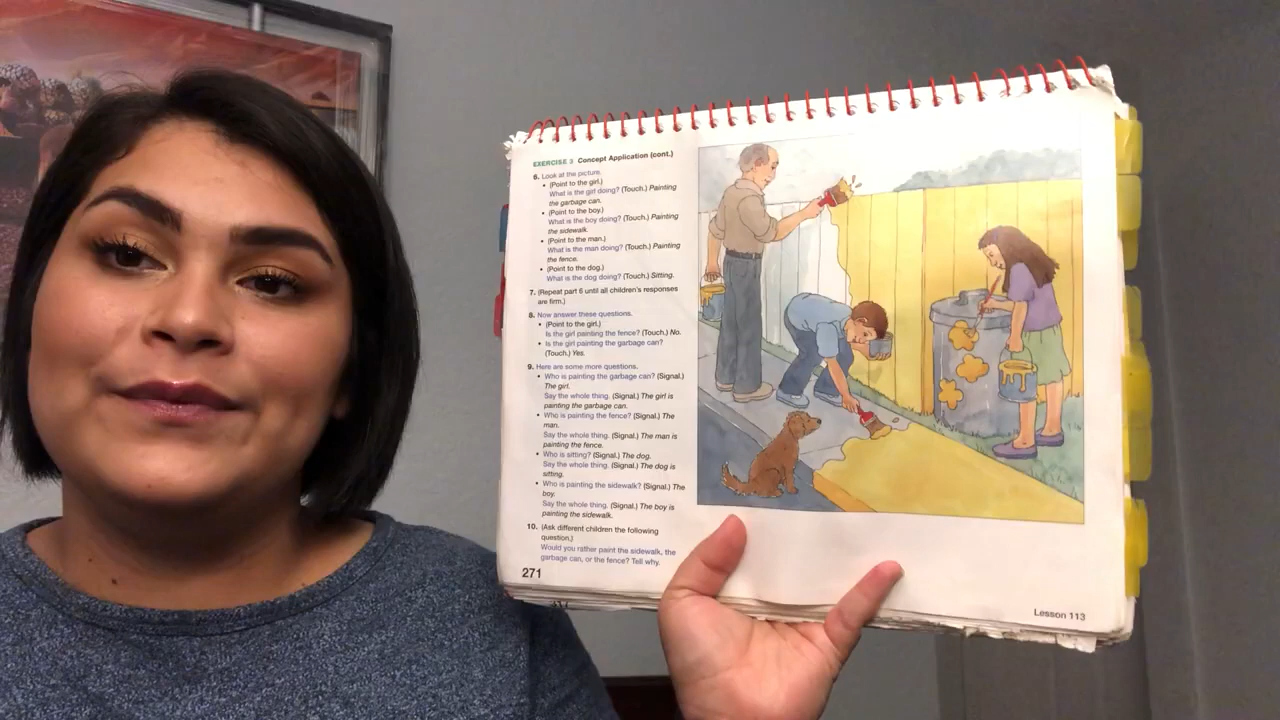 EXERCISE 3 Concept Application (cont.)
6. Look at the picture.
• (Point to the girl.)
What is the girl doing? (Touch.) Painting
the garbage can.
• (Point to the boy.)
What is the boy doing? (Touch.) Painting
the sidewalk.
• (Point to the man.)
What is the man doing? (Touch.) Painting
the fence.
• (Point to the dog.)
What is the dog doing? (Touch.) Sitting.
7. (Repeat part 6 until all children's responses
are firm.)
8. Now answer these questions.
• (Point to the girl.)
Is the girl painting the fence? (Touch.) No.
• Is the girl painting the garbage can?
(Touch.) Yes.
9. Here are some more questions.
• Who is painting the garbage can? (Signal.)
The girl.
Say the whole thing. (Signal.) The girl is
painting the garbage can.
• Who is painting the fence? (Signal.) The
man.
Say the whole thing. (Signal.) The man is
painting the fence.
• Who is sitting? (Signal.) The dog.
Say the whole thing. (Signal.) The dog is
sitting.
• Who is painting the sidewalk? (Signal.) The
boy.
Say the whole thing. (Signal.) The boy is
painting the sidewalk.
10. (Ask different children the following
question.)
Would you rather paint the sidewalk, the
garbage can, or the fence? Tell why.
271
Lesson 113